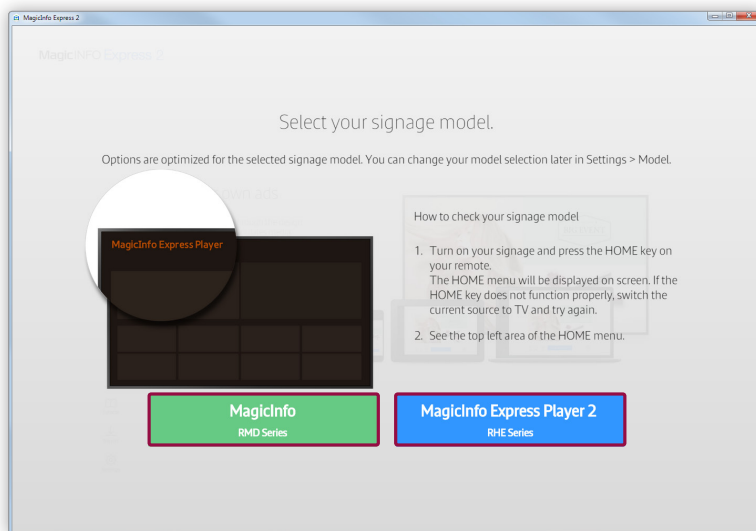 MagicInfo Express 2
MagicINFO Express 2
Select your signage model.
Options are optimized for the selected signage model. You can change your model selection later in Settings > Model.
MagicInfo Express Player
How to check your signage model
1. Turn on your signage and press the HOME key on
your remote.
The HOME menu will be displayed on screen. If the
HOME key does not function properly, switch the
current source to TV and try again.
2. See the top left area of the HOME menu.
MagicInfo
RMD Series
MagicInfo Express Player 2
RHE Series